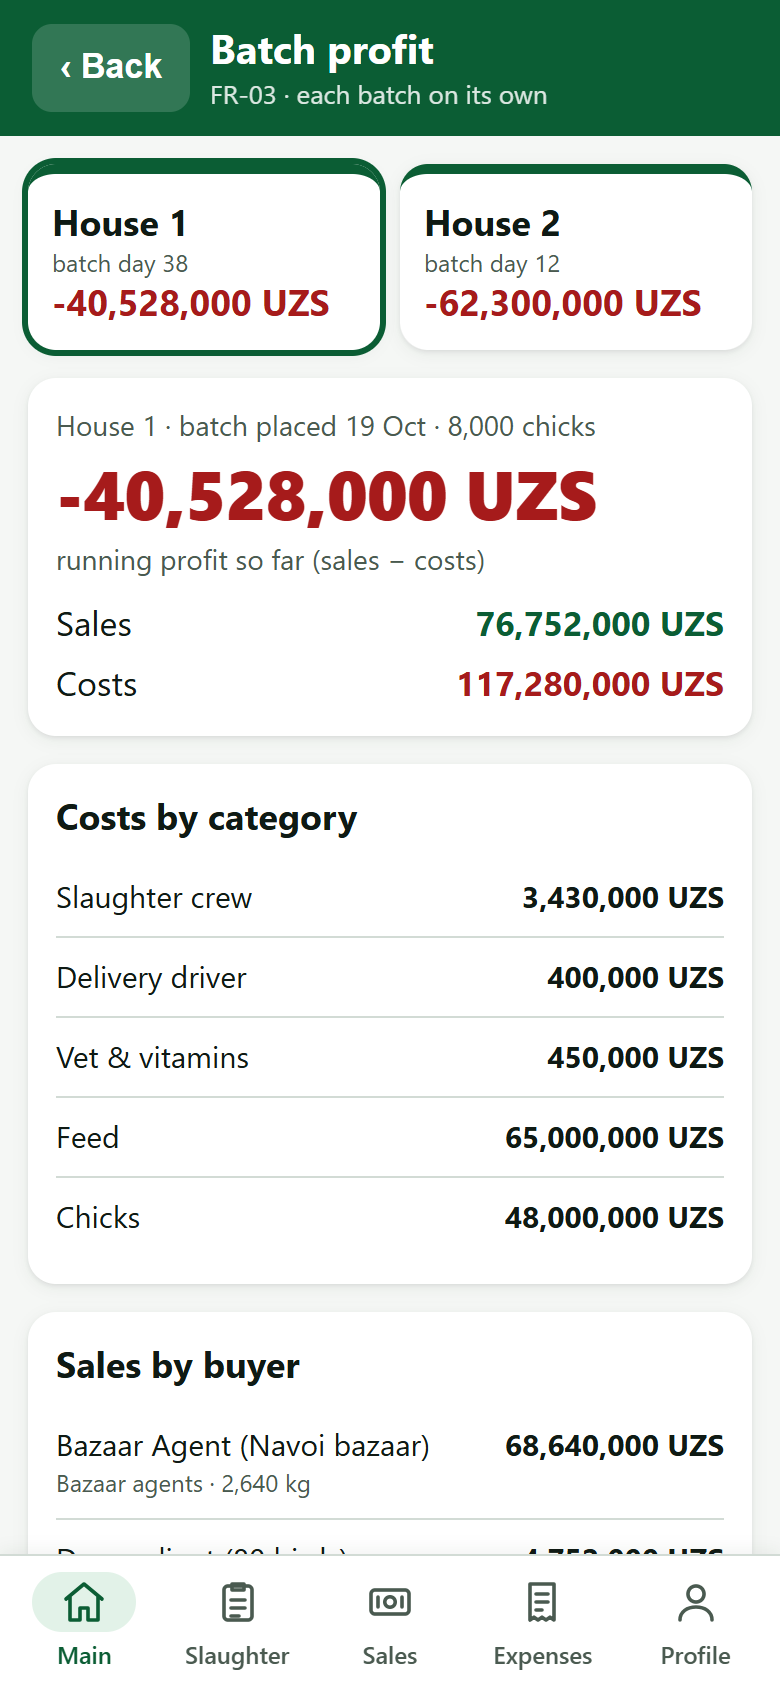 ‹ Back
Batch profit
FR-03 · each batch on its own
House 1
batch day 38
-40,528,000 UZS
House 2
batch day 12
-62,300,000 UZS
House 1 · batch placed 19 Oct · 8,000 chicks
-40,528,000 UZS
running profit so far (sales − costs)
Sales 76,752,000 UZS
Costs 117,280,000 UZS
Costs by category
Slaughter crew 3,430,000 UZS
Delivery driver 400,000 UZS
Vet & vitamins 450,000 UZS
Feed 65,000,000 UZS
Chicks 48,000,000 UZS
Sales by buyer
Bazaar Agent (Navoi bazaar) 68,640,000 UZS
Bazaar agents · 2,640 kg
Main
Slaughter
Sales
Expenses
Profile